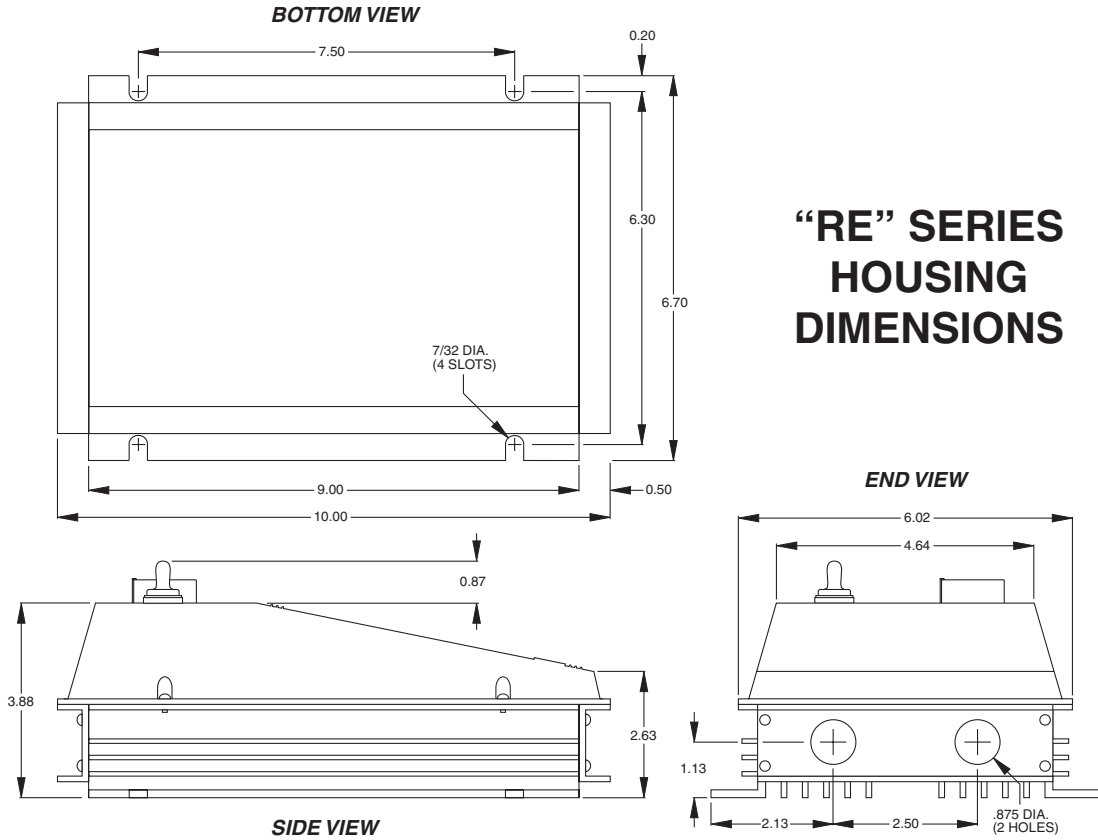 BOTTOM VIEW
7.50
0.20
6.30
6.70
“RE” SERIES
HOUSING
DIMENSIONS
7/32 DIA.
(4 SLOTS)
9.00
0.50
10.00
END VIEW
6.02
4.64
0.87
3.88
2.63
1.13
2.13
2.50
.875 DIA.
(2 HOLES)
SIDE VIEW